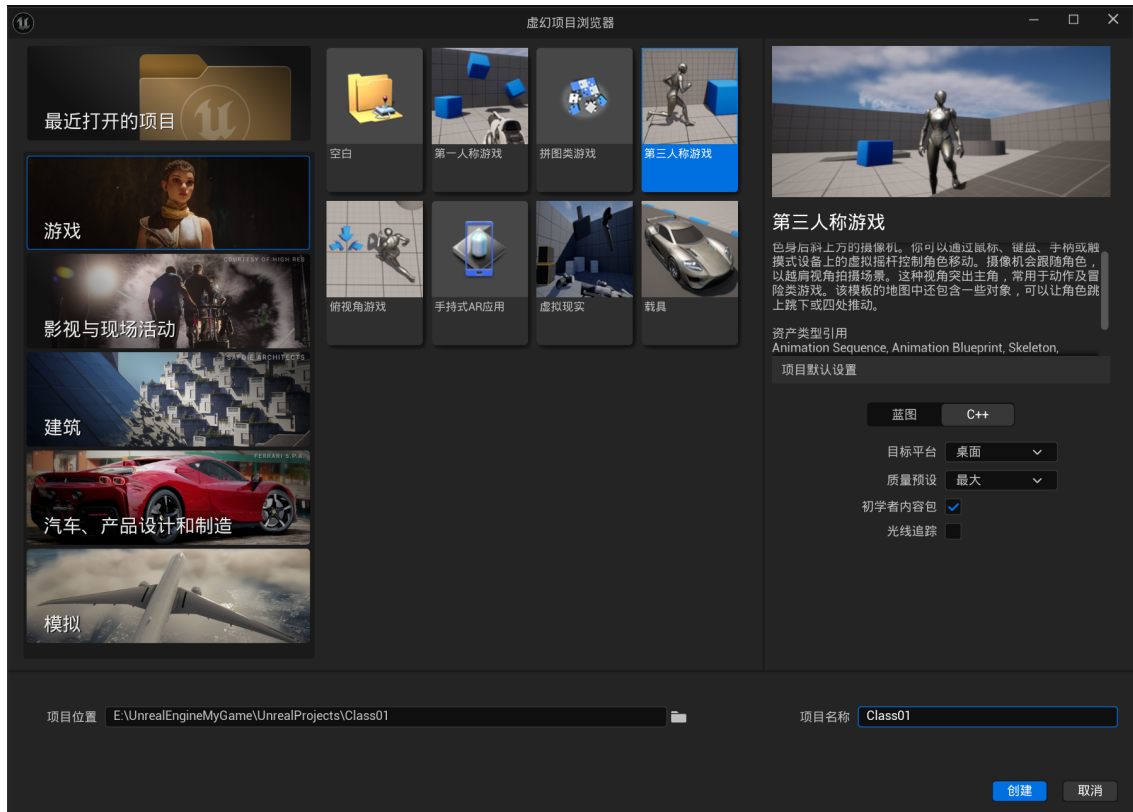 虚幻项目浏览器
最近打开的项目
游戏
COURTESY OF HIGH RES
影视与现场活动
SAFDIE ARCHITECTS
建筑
FERRARI S.P.A.
汽车、产品设计和制造
模拟
空白
第一人称游戏
拼图类游戏
第三人称游戏
俯视角游戏
手持式AR应用
虚拟现实
载具
第三人称游戏
色身后斜上方的摄像机。你可以通过鼠标、键盘、手柄或触
摸式设备上的虚拟摇杆控制角色移动。摄像机会跟随角色，
以越肩视角拍摄场景。这种视角突出主角，常用于动作及冒
险类游戏。该模板的地图中还包含一些对象，可以让角色跳
上跳下或四处推动。
资产类型引用
Animation Sequence, Animation Blueprint, Skeleton,
项目默认设置
蓝图
C++
目标平台 桌面
质量预设 最大
初学者内容包
光线追踪
项目位置 E:\UnrealEngineMyGame\UnrealProjects\Class01
项目名称 Class01
创建
取消